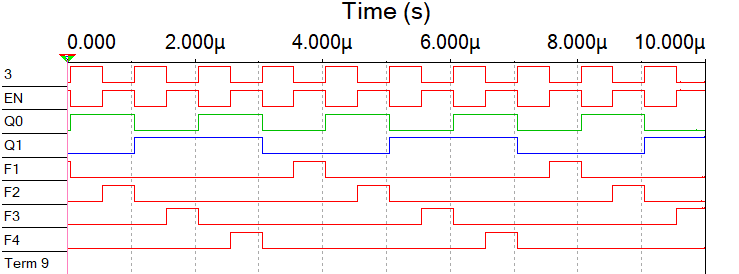 Time (s)
0.000 2.000µ 4.000µ 6.000µ 8.000µ 10.000µ
3
EN
Q0
Q1
F1
F2
F3
F4
Term 9